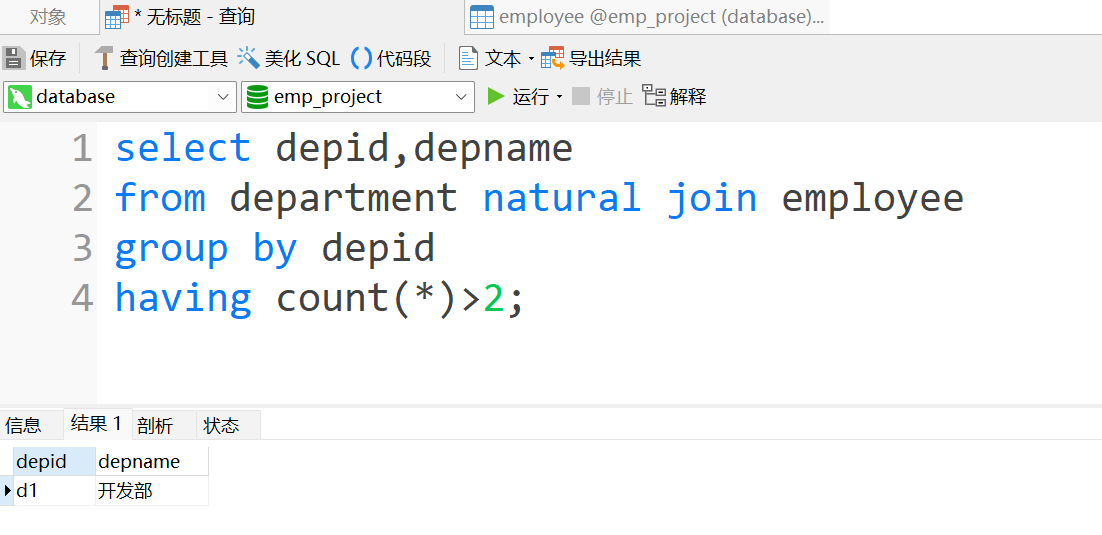 对象 * 无标题 - 查询 employee @emp_project (database)...
保存 查询创建工具 美化 SQL () 代码段 文本 导出结果
database emp_project 运行 停止 解释
1 select depid,depname
2 from department natural join employee
3 group by depid
4 having count(*)>2;
信息 结果 1 剖析 状态
depid depname
d1 开发部